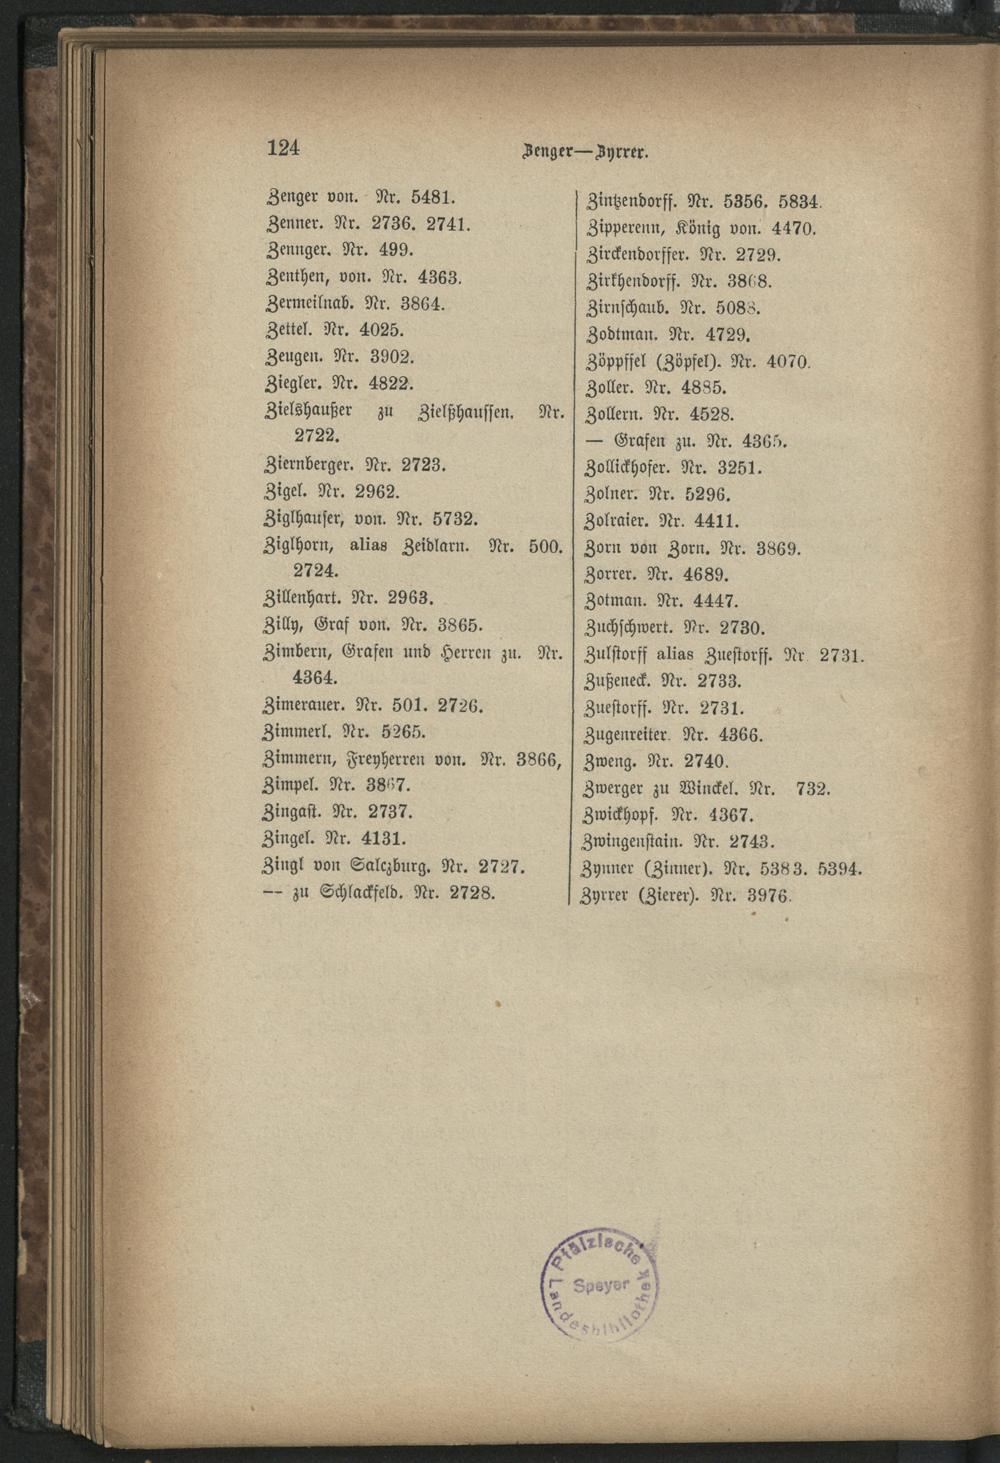 124
Zenger—Zyrrer.
Zenger von. Nr. 5481.
Zenner. Nr. 2736. 2741.
Zennger. Nr. 499.
Zenthen, von. Nr. 4363.
Zermeilnab. Nr. 3864.
Zettel. Nr. 4025.
Zeugen. Nr. 3902.
Ziegler. Nr. 4822.
Zielshaußer zu Zielßhaussen. Nr.
2722.
Ziernberger. Nr. 2723.
Zigel. Nr. 2962.
Ziglhauser, von. Nr. 5732.
Ziglhorn, alias Zeidlarn. Nr. 500.
2724.
Zillenhart. Nr. 2963.
Zilly, Graf von. Nr. 3865.
Zimbern, Grafen und Herren zu. Nr.
4364.
Zimerauer. Nr. 501. 2726.
Zimmerl. Nr. 5265.
Zimmern, Freyherren von. Nr. 3866,
Zimpel. Nr. 3867.
Zingast. Nr. 2737.
Zingel. Nr. 4131.
Zingl von Salczburg. Nr. 2727.
— zu Schlackfeld. Nr. 2728.
Zintzendorff. Nr. 5356. 5834.
Zipperenn, König von. 4470.
Zirckendorffer. Nr. 2729.
Zirkhendorff. Nr. 3868.
Zirnschaub. Nr. 5088.
Zodtman. Nr. 4729.
Zöppffel (Zöpfel). Nr. 4070.
Zoller. Nr. 4885.
Zollern. Nr. 4528.
— Grafen zu. Nr. 4365.
Zollickhofer. Nr. 3251.
Zolner. Nr. 5296.
Zolraier. Nr. 4411.
Zorn von Zorn. Nr. 3869.
Zorrer. Nr. 4689.
Zotman. Nr. 4447.
Zuchschwert. Nr. 2730.
Zulstorff alias Zuestorff. Nr 2731.
Zußeneck. Nr. 2733.
Zuestorff. Nr. 2731.
Zugenreiter. Nr. 4366.
Zweng. Nr. 2740.
Zwerger zu Winckel. Nr. 732.
Zwickhopf. Nr. 4367.
Zwingenstain. Nr. 2743.
Zynner (Zinner). Nr. 5383. 5394.
Zyrrer (Zierer). Nr. 3976.
Pfälzische
Speyer
Landesbibliothek